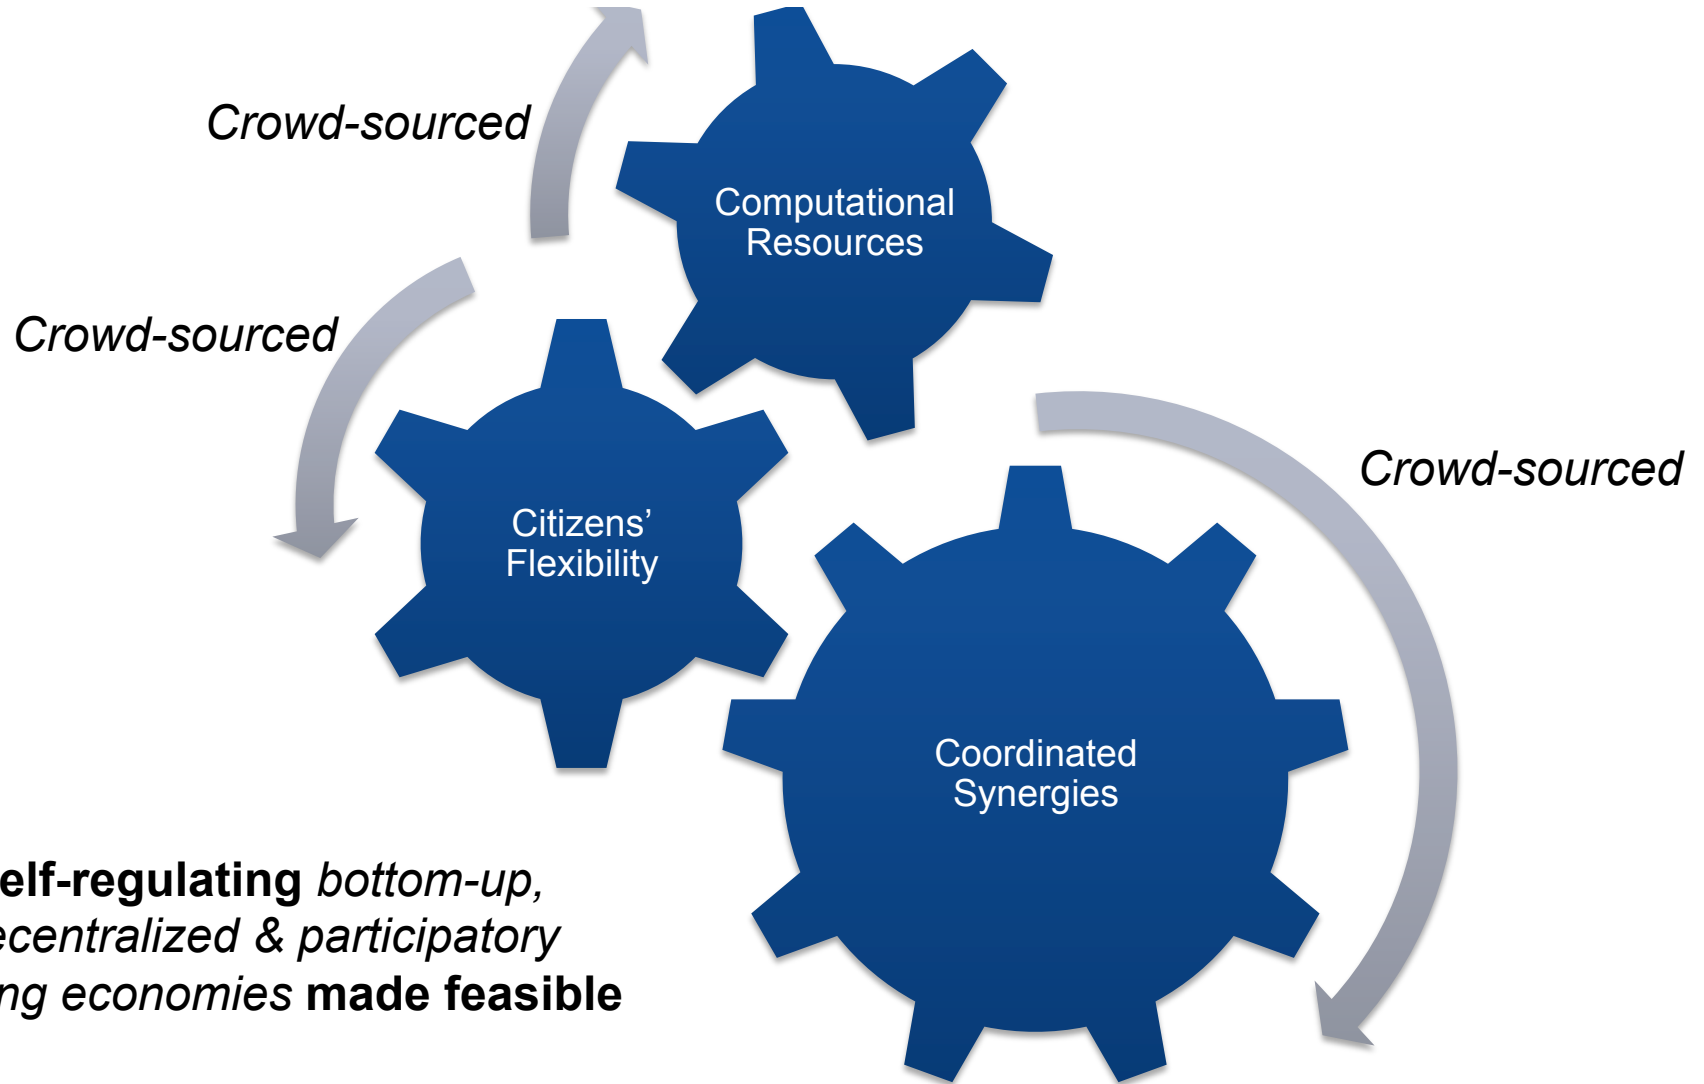 Crowd-sourced
Computational
Resources
Crowd-sourced
Crowd-sourced
Citizens’
Flexibility
Coordinated
Synergies
elf-regulating bottom-up,
ecentralized & participatory
ng economies made feasible